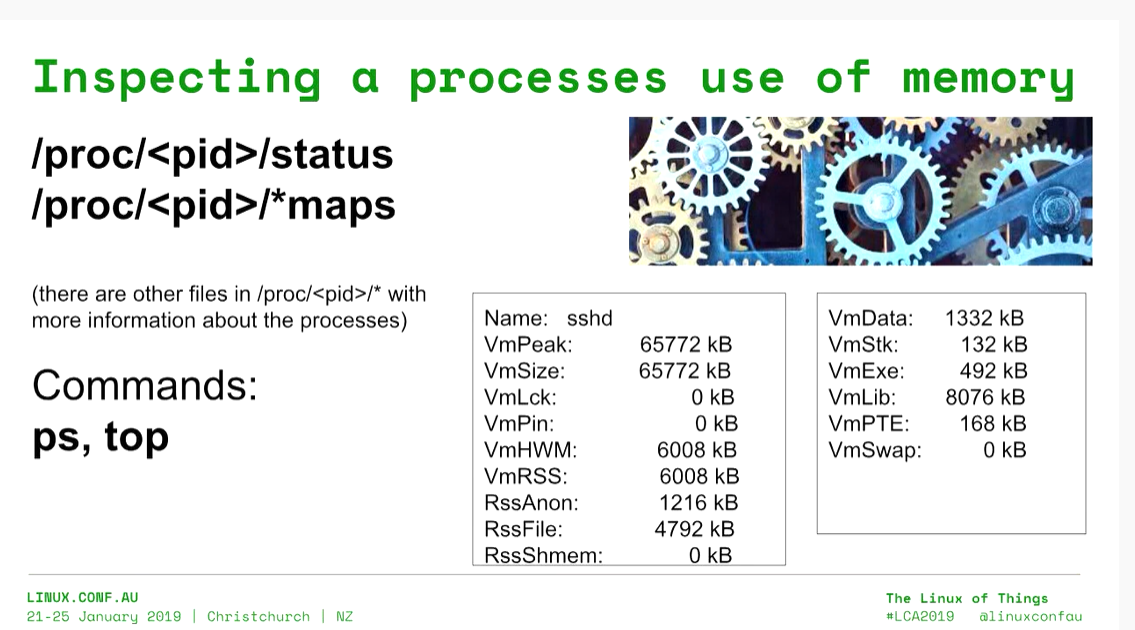 Inspecting a processes use of memory
/proc/<pid>/status
/proc/<pid>/*maps
(there are other files in /proc/<pid>/* with
more information about the processes)
Commands:
ps, top
Name: sshd
VmPeak: 65772 kB
VmSize: 65772 kB
VmLck: 0 kB
VmPin: 0 kB
VmHWM: 6008 kB
VmRSS: 6008 kB
RssAnon: 1216 kB
RssFile: 4792 kB
RssShmem: 0 kB
VmData: 1332 kB
VmStk: 132 kB
VmExe: 492 kB
VmLib: 8076 kB
VmPTE: 168 kB
VmSwap: 0 kB
LINUX.CONF.AU
21-25 January 2019 | Christchurch | NZ
The Linux of Things
#LCA2019 @linuxconfau